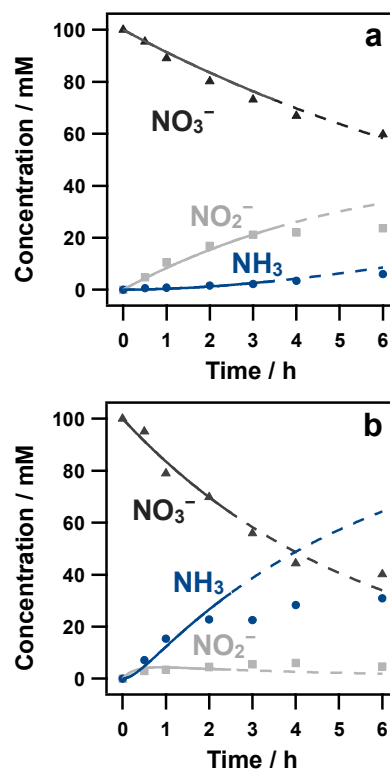 a
100
80
60
40
20
0
Concentration / mM
NO₃⁻
NO₂⁻
NH₃
0 1 2 3 4 5 6
Time / h
b
100
80
60
40
20
0
Concentration / mM
NO₃⁻
NH₃
NO₂⁻
0 1 2 3 4 5 6
Time / h